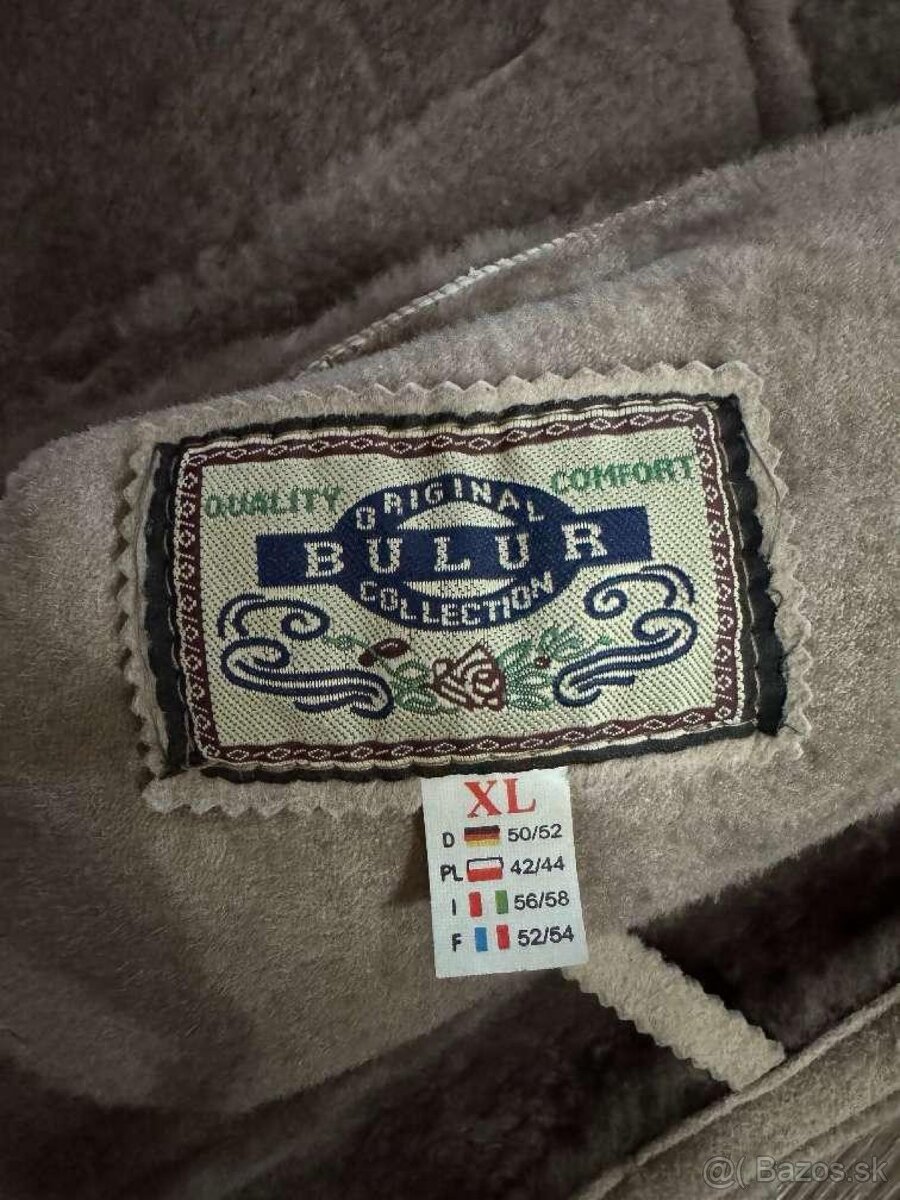 QUALITY
COMFORT
ORIGINAL
BULUR
COLLECTION
XL
D 50/52
PL 42/44
I 56/58
F 52/54
@( Bazos.sk